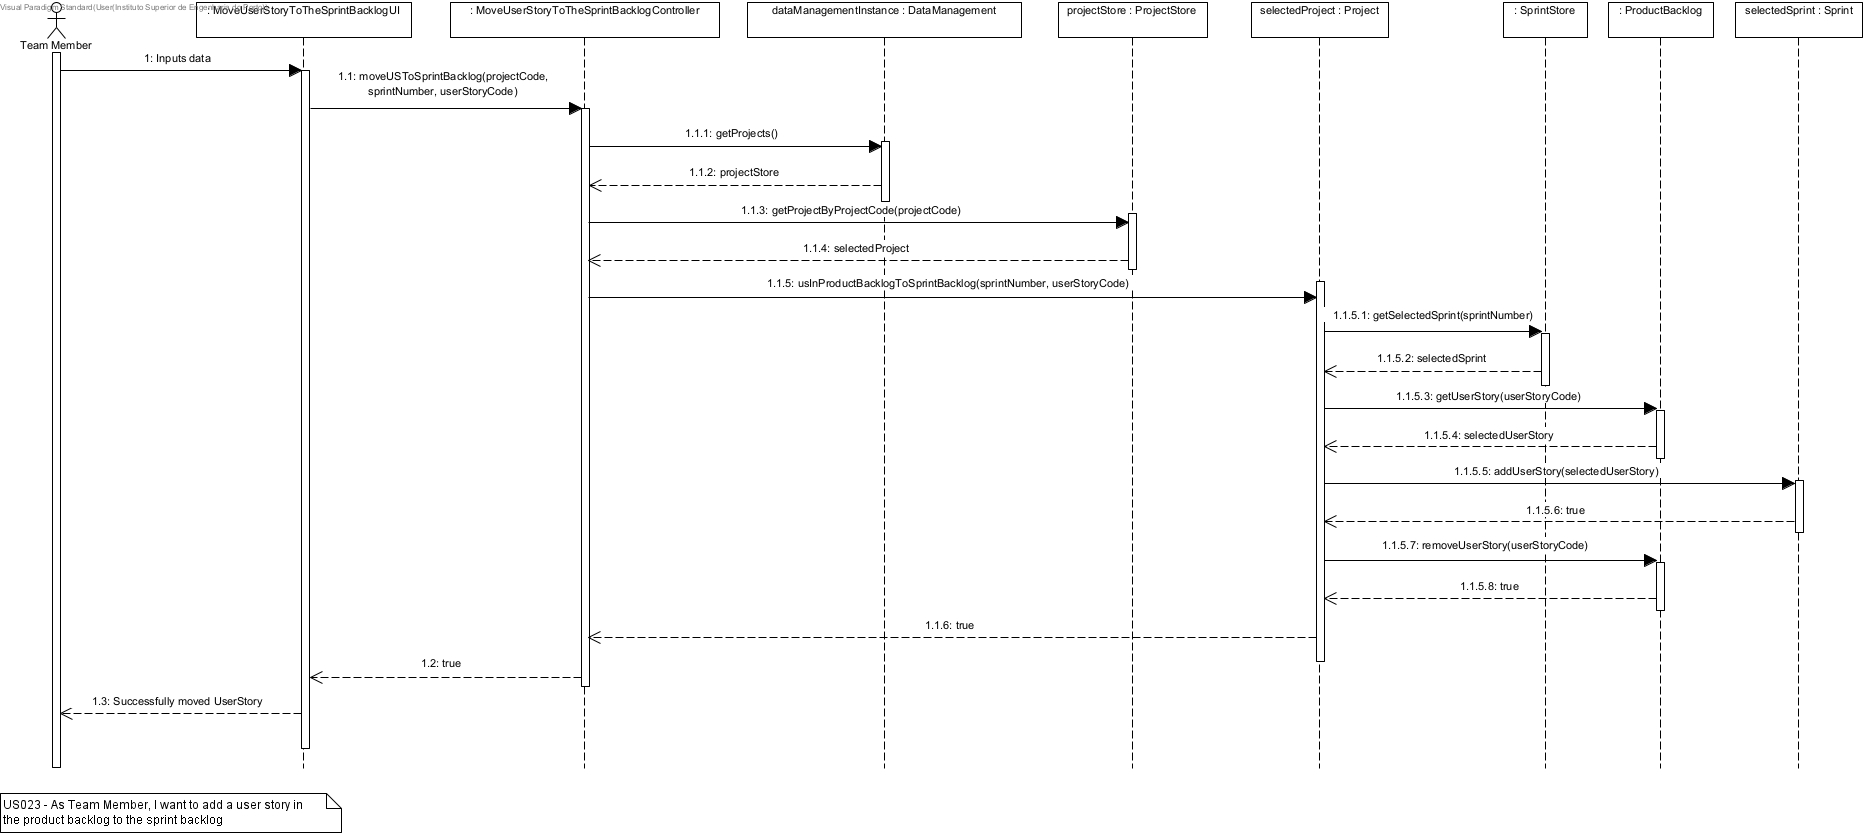 Visual Paradigm Standard(User(Instituto Superior de Engenharia do Porto))
: MoveUserStoryToTheSprintBacklogUI
: MoveUserStoryToTheSprintBacklogController
dataManagementInstance : DataManagement
projectStore : ProjectStore
selectedProject : Project
: SprintStore
: ProductBacklog
selectedSprint : Sprint
Team Member
1: Inputs data
1.1: moveUSToSprintBacklog(projectCode,
sprintNumber, userStoryCode)
1.1.1: getProjects()
1.1.2: projectStore
1.1.3: getProjectByProjectCode(projectCode)
1.1.4: selectedProject
1.1.5: usInProductBacklogToSprintBacklog(sprintNumber, userStoryCode)
1.1.5.1: getSelectedSprint(sprintNumber)
1.1.5.2: selectedSprint
1.1.5.3: getUserStory(userStoryCode)
1.1.5.4: selectedUserStory
1.1.5.5: addUserStory(selectedUserStory)
1.1.5.6: true
1.1.5.7: removeUserStory(userStoryCode)
1.1.5.8: true
1.1.6: true
1.2: true
1.3: Successfully moved UserStory
US023 - As Team Member, I want to add a user story in
the product backlog to the sprint backlog